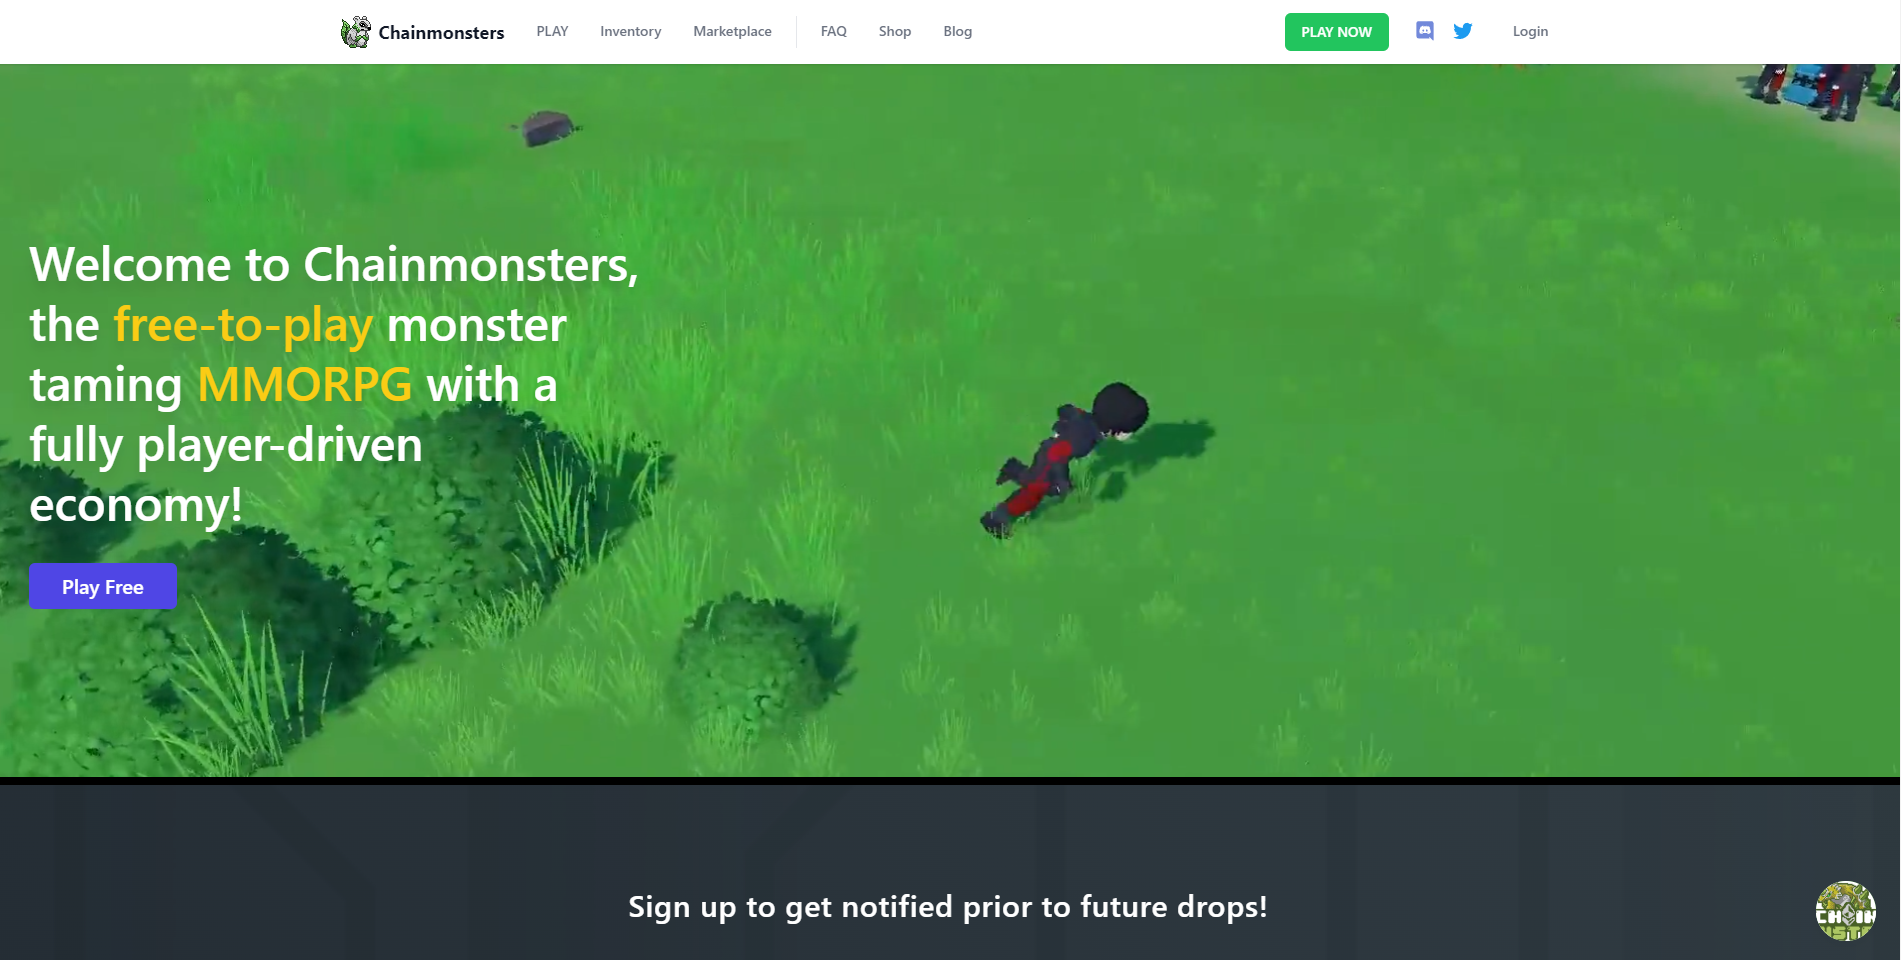 Chainmonsters
PLAY
Inventory
Marketplace
FAQ
Shop
Blog
PLAY NOW
Login
Welcome to Chainmonsters,
the free-to-play monster
taming MMORPG with a
fully player-driven
economy!
Play Free
Sign up to get notified prior to future drops!